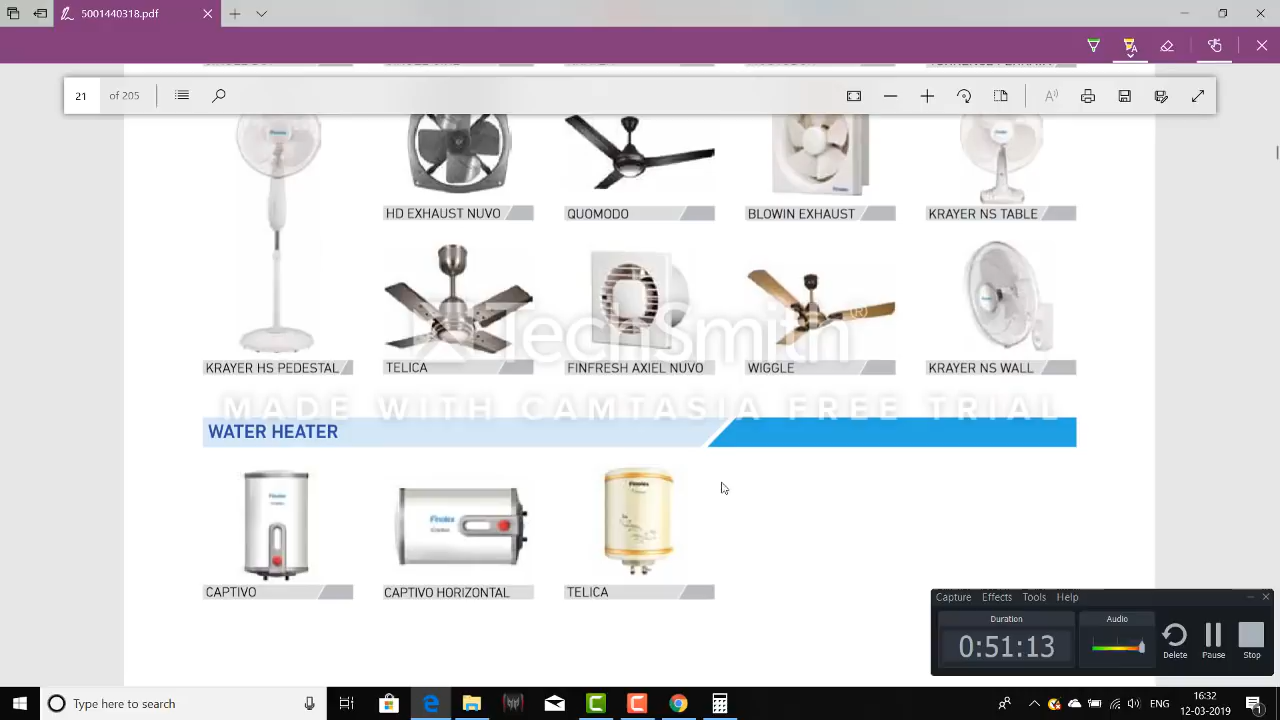 5001440318.pdf
21 of 205
HD EXHAUST NUVO
QUOMODO
BLOWIN EXHAUST
KRAYER NS TABLE
KRAYER HS PEDESTAL
TELICA
FINFRESH AXIEL NUVO
WIGGLE
KRAYER NS WALL
TechSmith®
MADE WITH CAMTASIA FREE TRIAL
WATER HEATER
Finolex
Finolex
Finolex
CAPTIVO
CAPTIVO HORIZONTAL
TELICA
Capture Effects Tools Help
Duration
Audio
0:51:13
Delete
Pause
Stop
Type here to search
16:32
12-03-2019